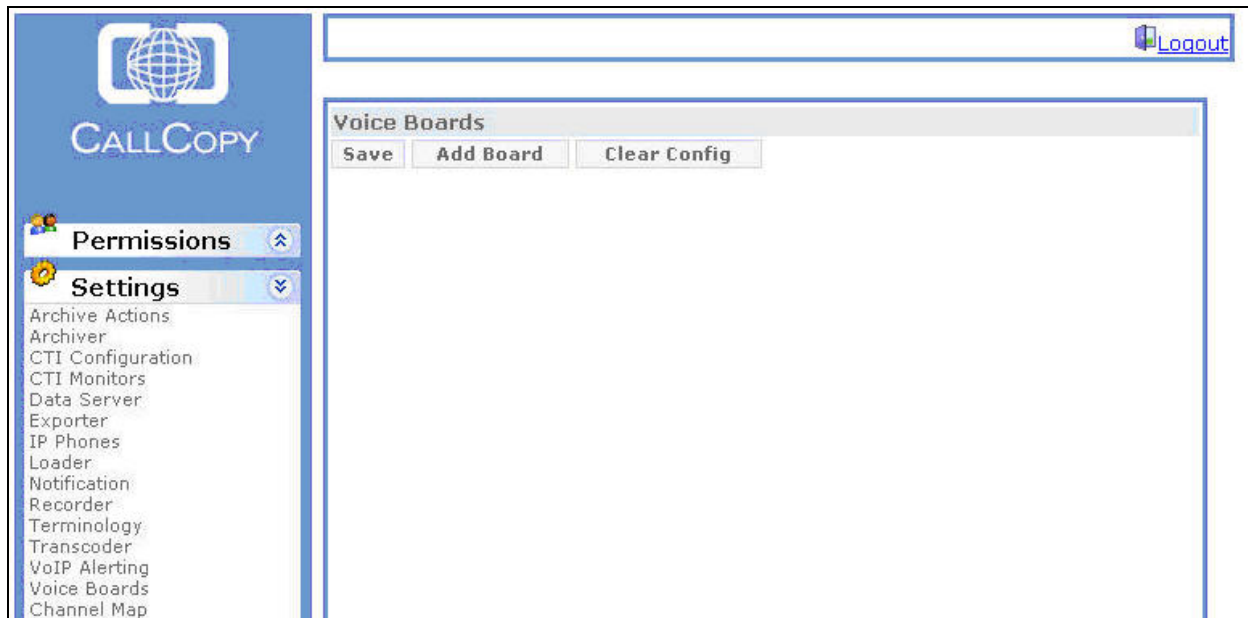 Logout
CALLCOPY
Voice Boards
Save Add Board Clear Config
Permissions
Settings
Archive Actions
Archiver
CTI Configuration
CTI Monitors
Data Server
Exporter
IP Phones
Loader
Notification
Recorder
Terminology
Transcoder
VoIP Alerting
Voice Boards
Channel Map